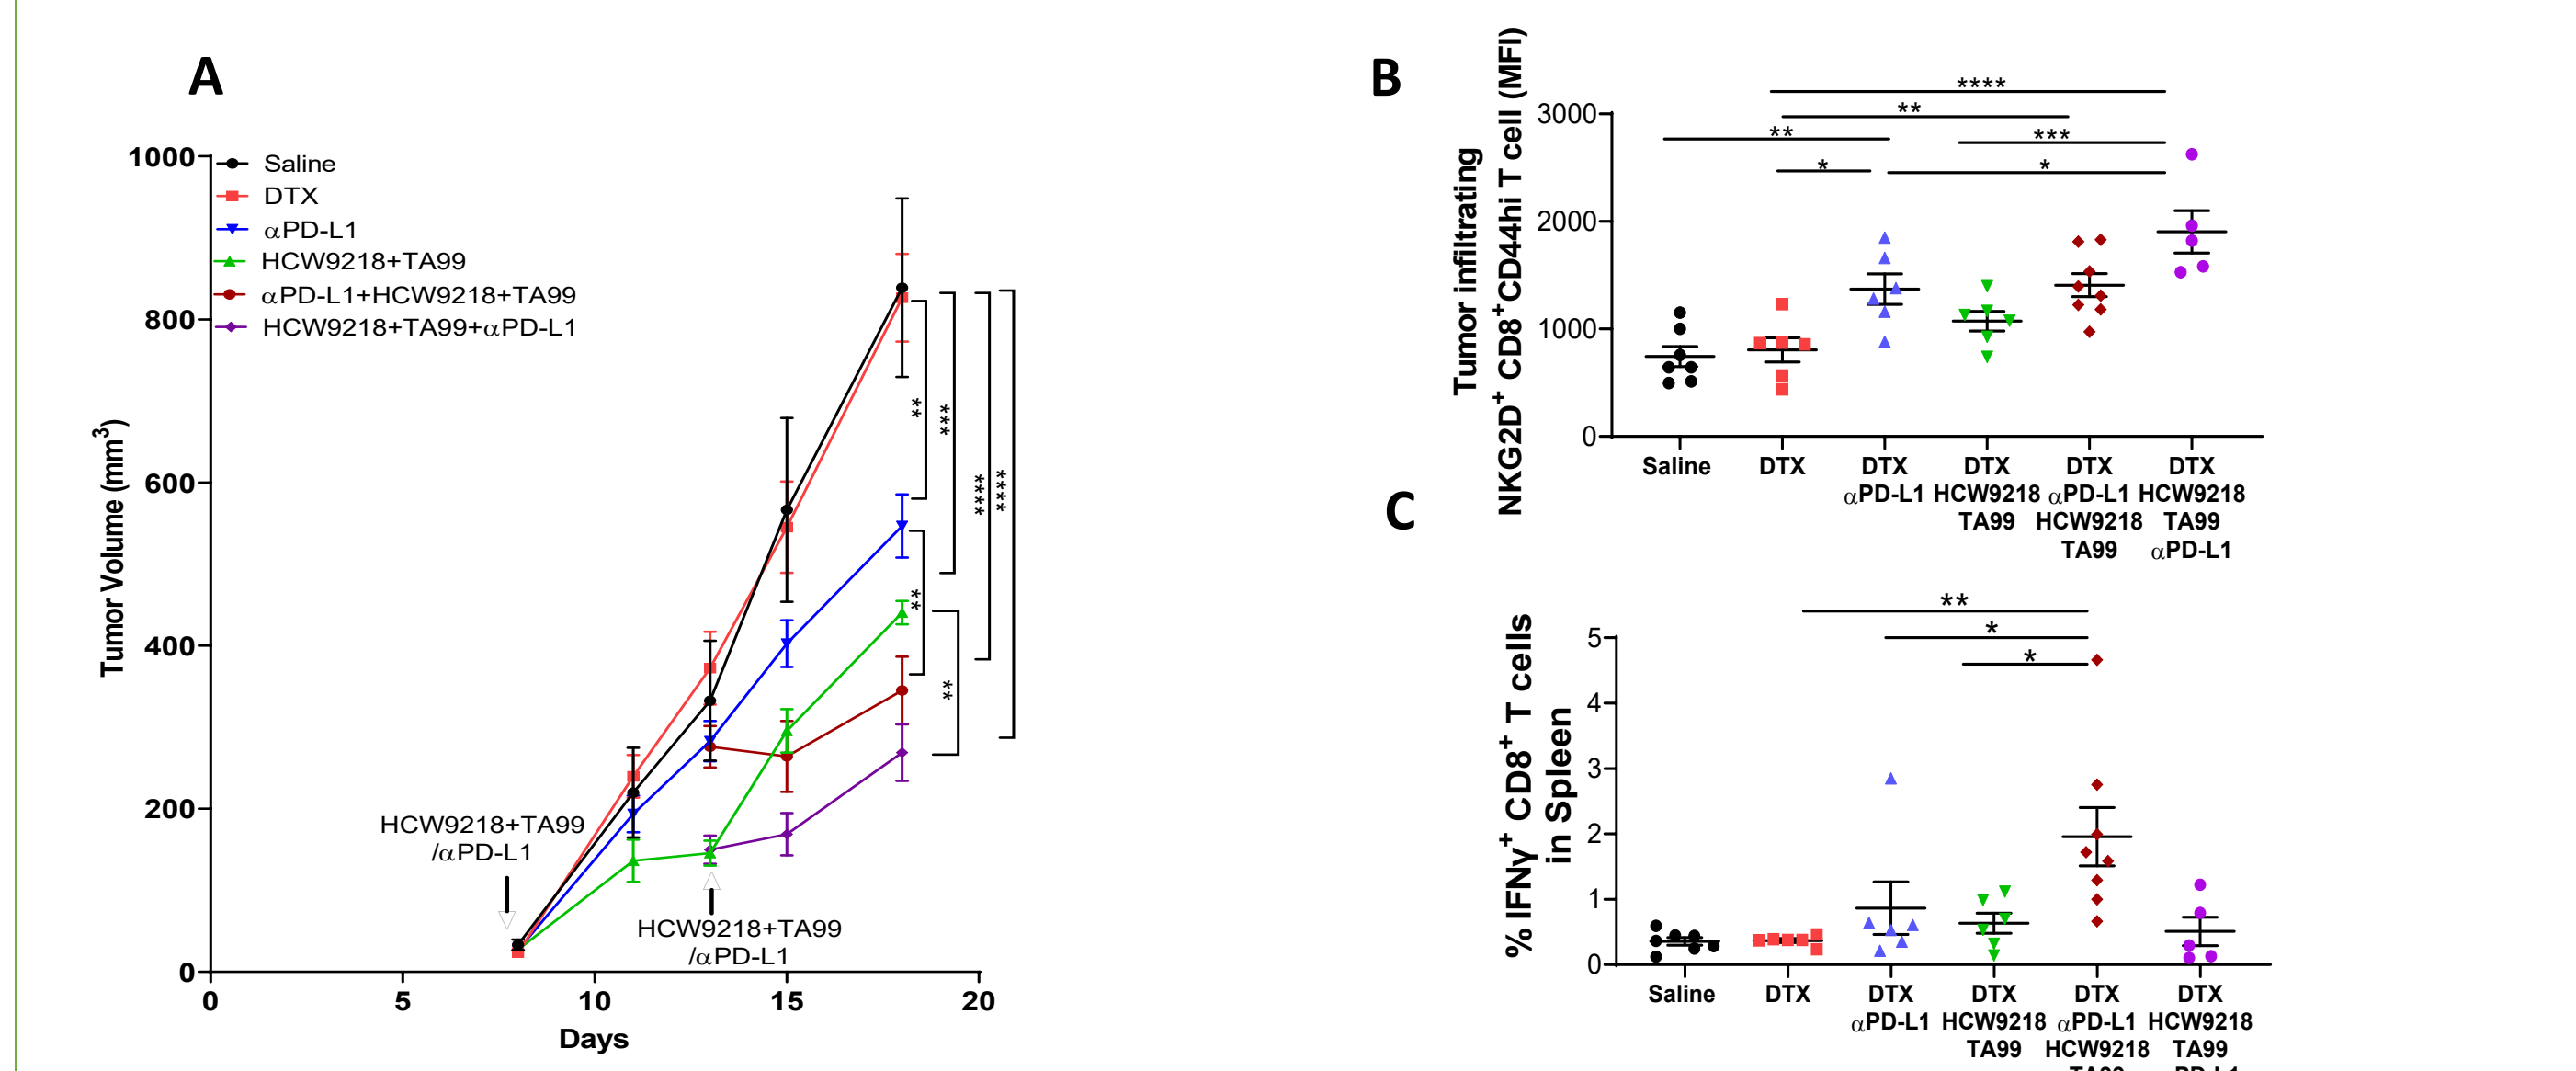 A
1000
800
600
400
200
0
Tumor Volume (mm3)
Saline
DTX
αPD-L1
HCW9218+TA99
αPD-L1+HCW9218+TA99
HCW9218+TA99+αPD-L1
**
***
****
****
**
**
HCW9218+TA99
/αPD-L1
HCW9218+TA99
/αPD-L1
0 5 10 15 20
Days
B
Tumor infiltrating
NKG2D+ CD8+CD44hi T cell (MFI)
3000
2000
1000
0
****
**
**
***
*
*
Saline DTX DTX DTX DTX DTX
αPD-L1 HCW9218 αPD-L1 HCW9218
TA99 HCW9218 TA99
TA99 αPD-L1
C
% IFNγ+ CD8+ T cells
in Spleen
5
4
3
2
1
0
**
*
*
Saline DTX DTX DTX DTX DTX
αPD-L1 HCW9218 αPD-L1 HCW9218
TA99 HCW9218 TA99